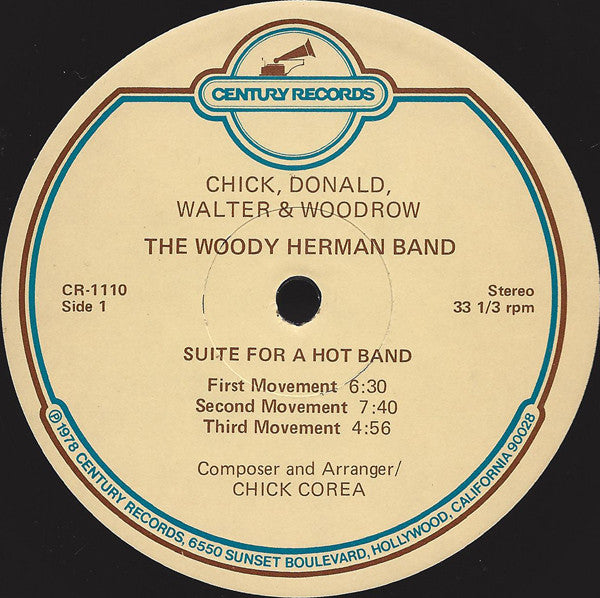 CENTURY RECORDS
CHICK, DONALD,
WALTER & WOODROW
THE WOODY HERMAN BAND
CR-1110
Side 1
Stereo
33 1/3 rpm
SUITE FOR A HOT BAND
First Movement 6:30
Second Movement 7:40
Third Movement 4:56
Composer and Arranger/
CHICK COREA
℗ 1978 CENTURY RECORDS, 6550 SUNSET BOULEVARD, HOLLYWOOD, CALIFORNIA 90028